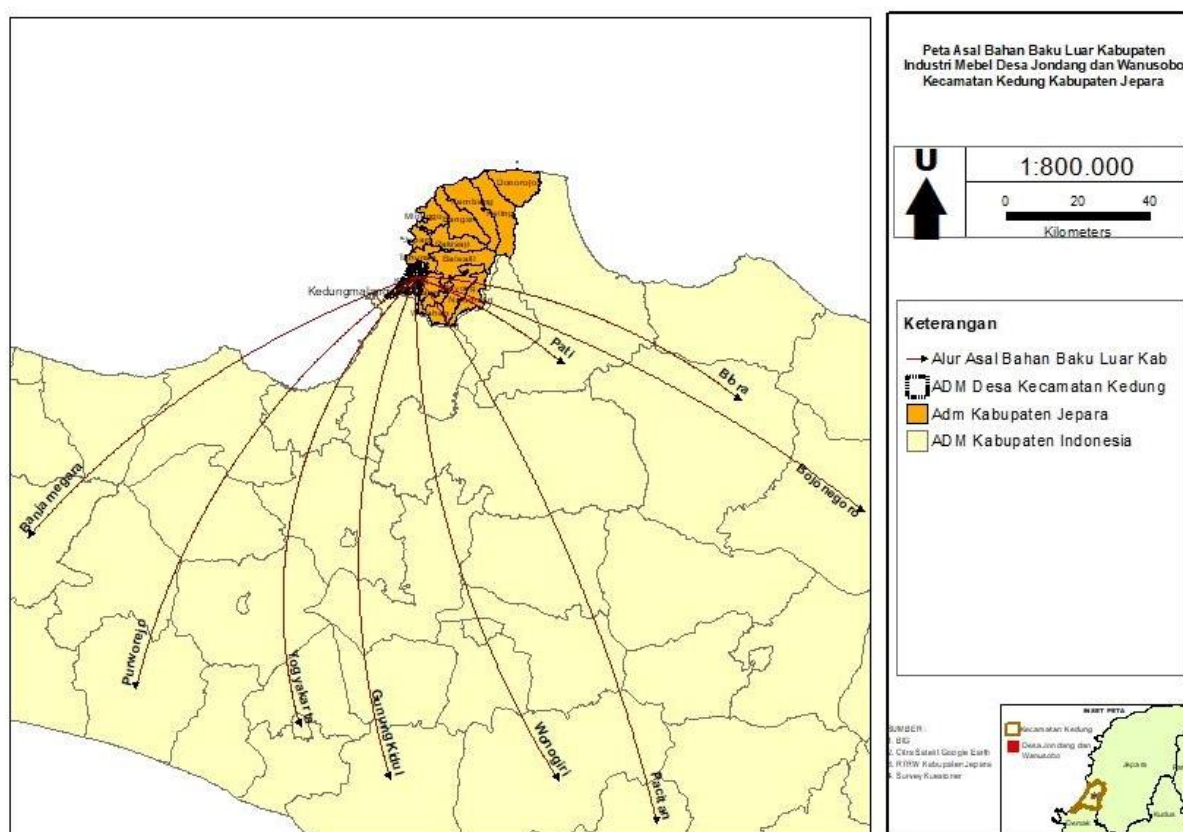 Peta Asal Bahan Baku Luar Kabupaten
Industri Mebel Desa Jondang dan Wanusobo
Kecamatan Kedung Kabupaten Jepara
U
1:800.000
0 20 40
Kilometers
Keterangan
Alur Asal Bahan Baku Luar Kab
ADM Desa Kecamatan Kedung
Adm Kabupaten Jepara
ADM Kabupaten Indonesia
Donorojo
Keling
Bangsri
Kedungmalang
Pati
Blora
Bojonegoro
Banjarnegara
Purworejo
Yogyakarta
Gunung Kidul
Wonogiri
Pacitan
SUMBER :
1. BIG
2. Citra Satelit Google Earth
3. RTRW Kabupaten Jepara
4. Survey Kuesioner
INSET PETA
Kecamatan Kedung
Desa Jondang dan
Wanusobo
Jepara
Kudus
Demak